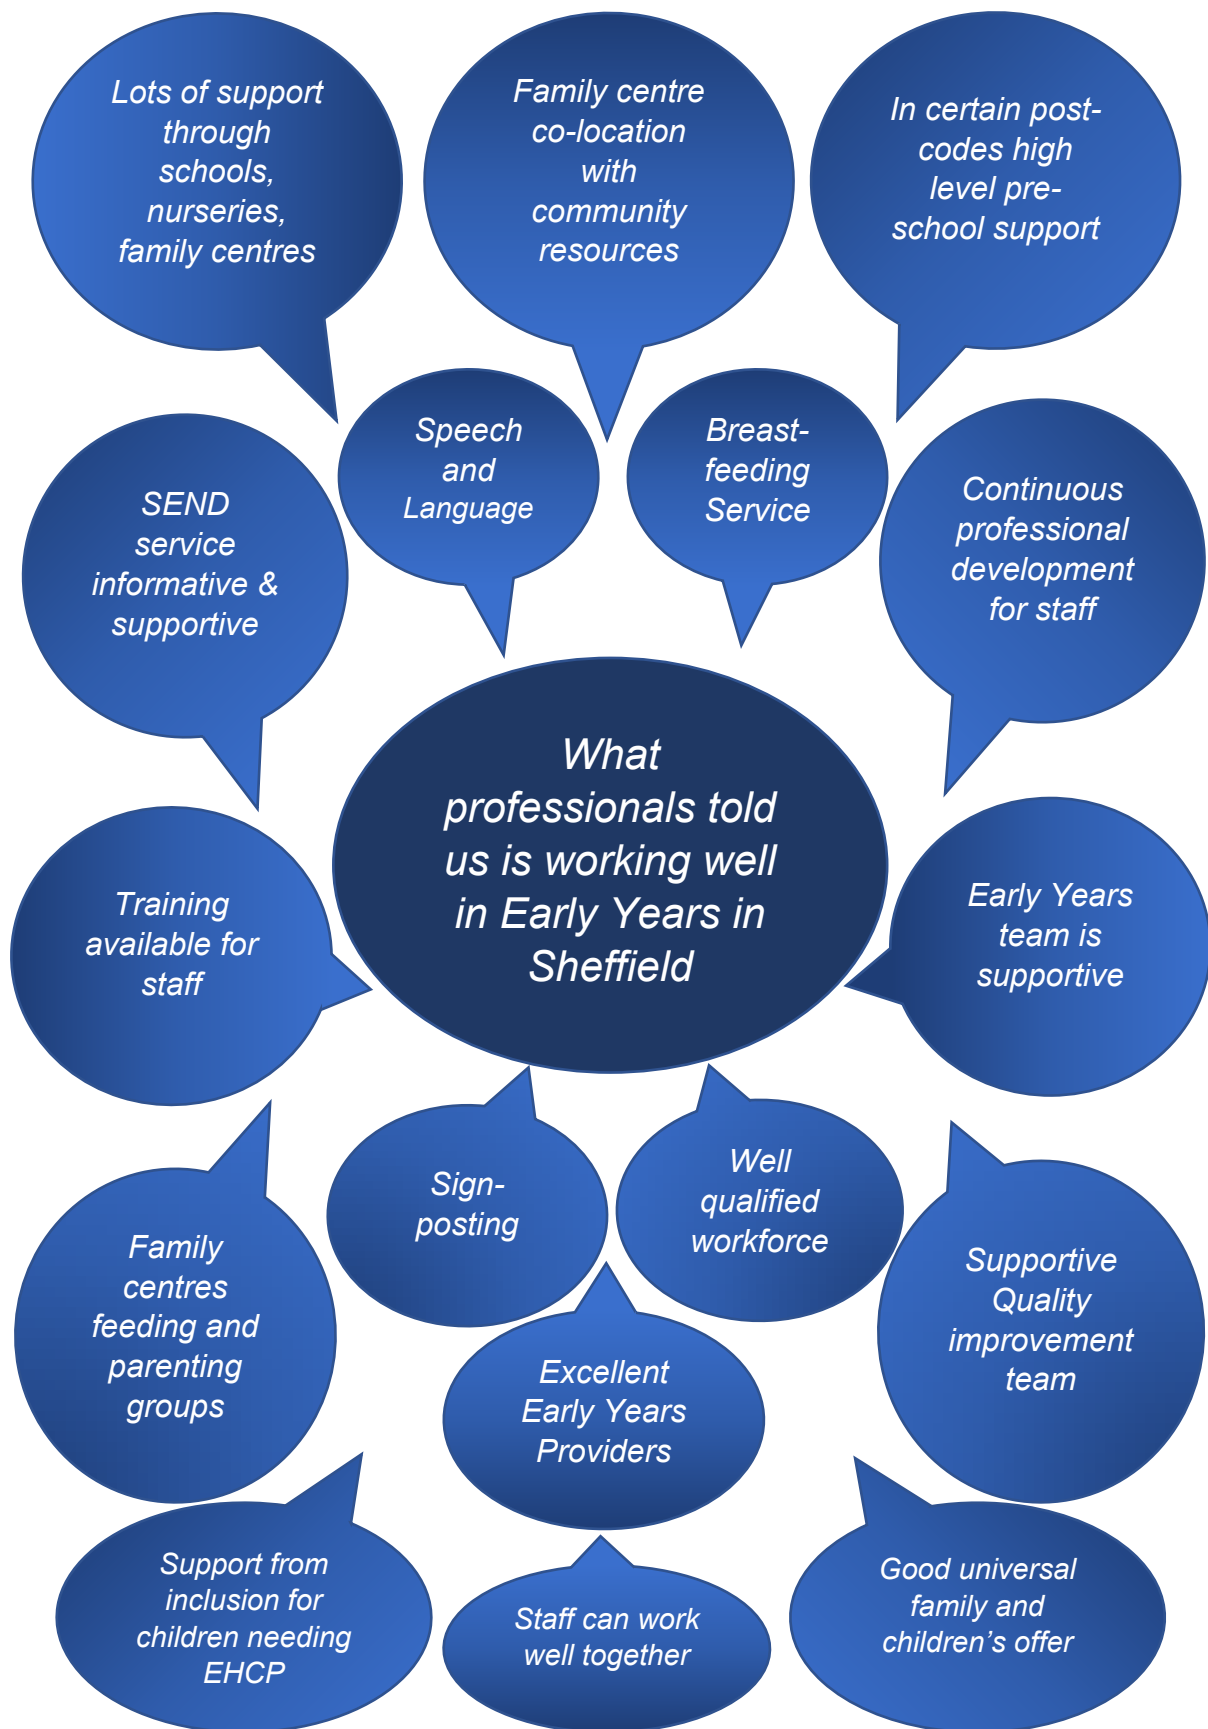 Lots of support
through
schools,
nurseries,
family centres
Family centre
co-location
with
community
resources
In certain post-
codes high
level pre-
school support
Speech
and
Language
Breast-
feeding
Service
SEND
service
informative &
supportive
Continuous
professional
development
for staff
What
professionals told
us is working well
in Early Years in
Sheffield
Training
available for
staff
Early Years
team is
supportive
Sign-
posting
Well
qualified
workforce
Family
centres
feeding and
parenting
groups
Supportive
Quality
improvement
team
Excellent
Early Years
Providers
Support from
inclusion for
children needing
EHCP
Staff can work
well together
Good universal
family and
children’s offer